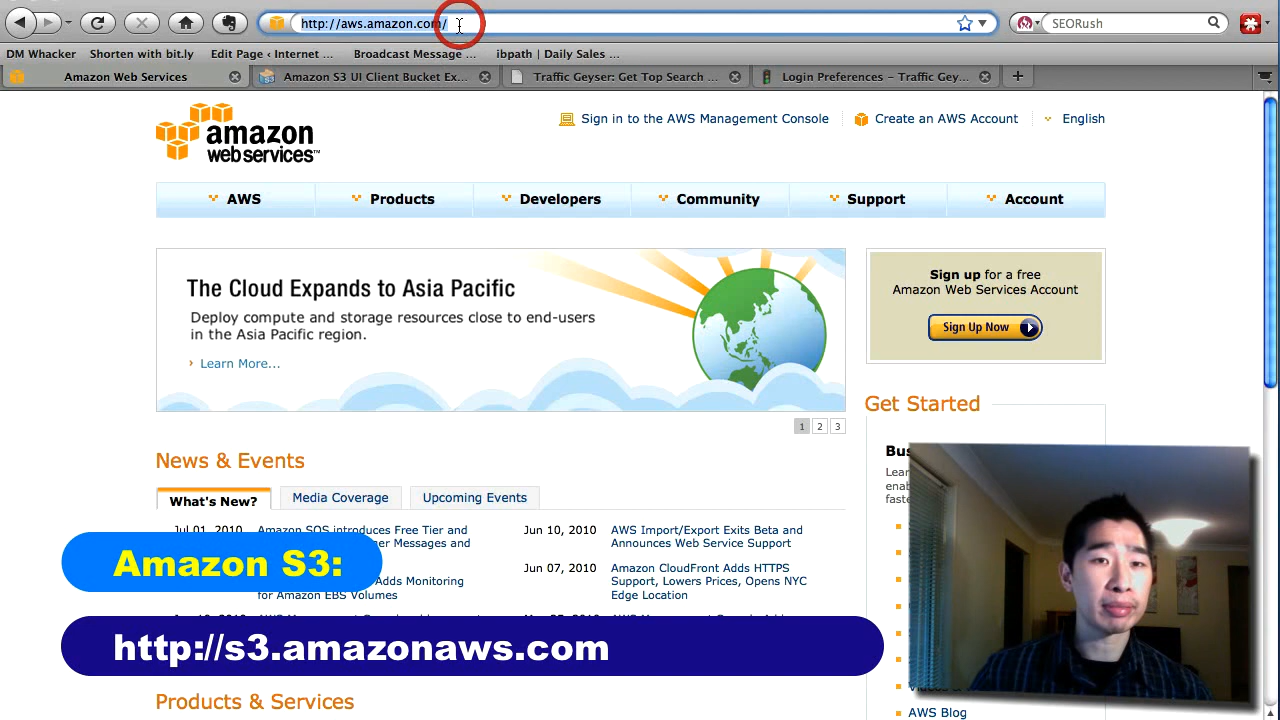 http://aws.amazon.com/
SEORush
DM Whacker
Shorten with bit.ly
Edit Page ‹ Internet ...
Broadcast Message ...
ibpath | Daily Sales ...
Amazon Web Services
Amazon S3 UI Client Bucket Ex...
Traffic Geyser: Get Top Search ...
Login Preferences – Traffic Gey...
amazon
web services™
Sign in to the AWS Management Console
Create an AWS Account
English
AWS
Products
Developers
Community
Support
Account
The Cloud Expands to Asia Pacific
Deploy compute and storage resources close to end-users
in the Asia Pacific region.
Learn More...
Sign up for a free
Amazon Web Services Account
Sign Up Now
1 2 3
Get Started
News & Events
What's New?
Media Coverage
Upcoming Events
Jul 01, 2010
Amazon SQS introduces Free Tier and
Messages and
Adds Monitoring
for Amazon EBS Volumes
Jun 10, 2010
AWS Import/Export Exits Beta and
Announces Web Service Support
Jun 07, 2010
Amazon CloudFront Adds HTTPS
Support, Lowers Prices, Opens NYC
Edge Location
Amazon S3:
http://s3.amazonaws.com
Products & Services
AWS Blog